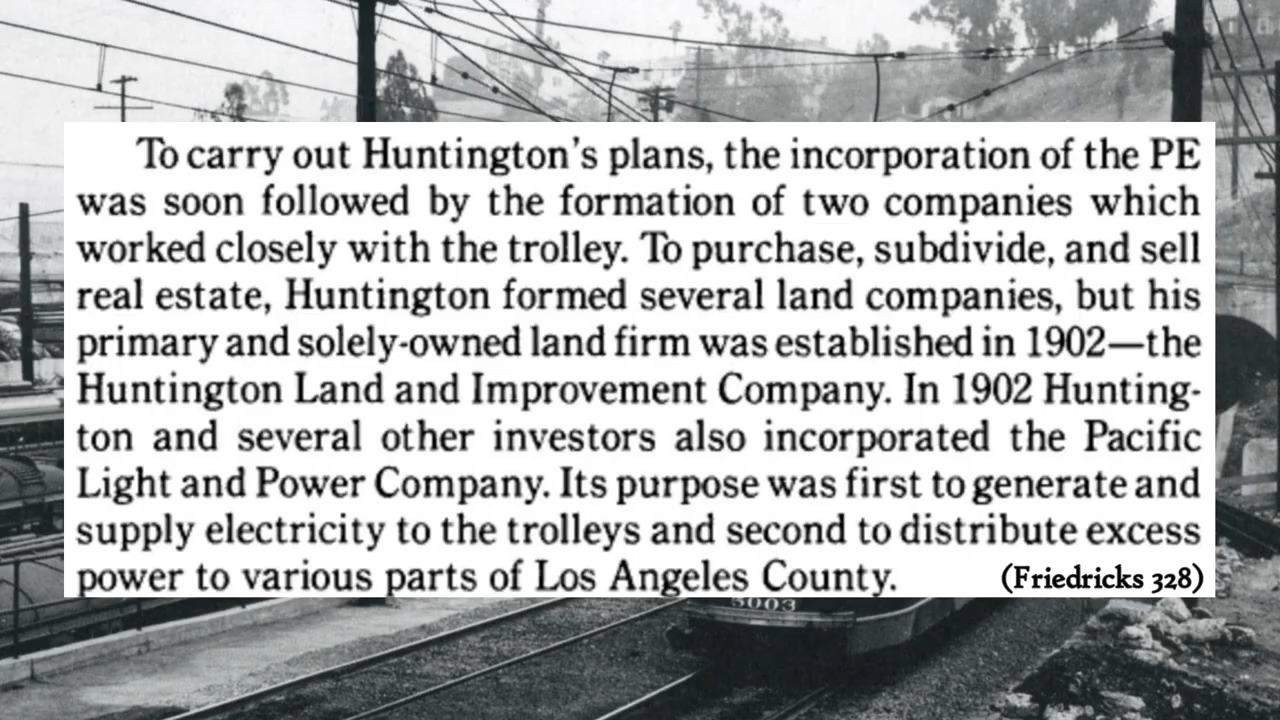 To carry out Huntington's plans, the incorporation of the PE
was soon followed by the formation of two companies which
worked closely with the trolley. To purchase, subdivide, and sell
real estate, Huntington formed several land companies, but his
primary and solely-owned land firm was established in 1902—the
Huntington Land and Improvement Company. In 1902 Hunting-
ton and several other investors also incorporated the Pacific
Light and Power Company. Its purpose was first to generate and
supply electricity to the trolleys and second to distribute excess
power to various parts of Los Angeles County.
(Friedricks 328)
5003